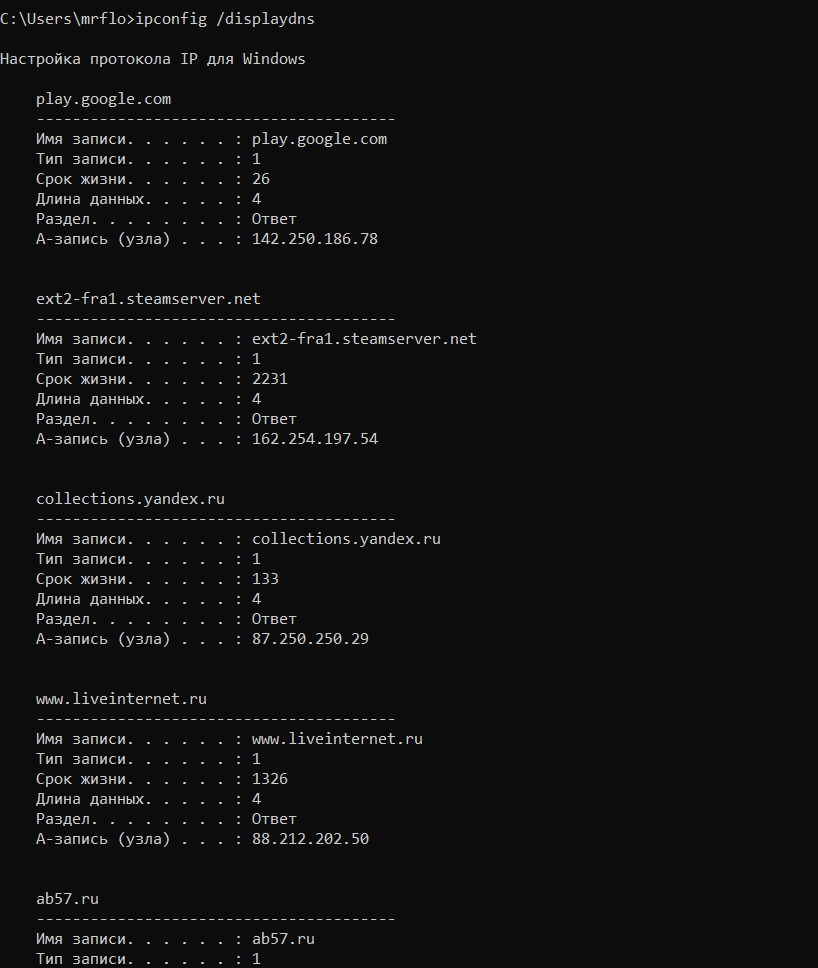 C:\Users\mrflo>ipconfig /displaydns
Настройка протокола IP для Windows
play.google.com
----------------------------------------
Имя записи. . . . . . : play.google.com
Тип записи. . . . . . : 1
Срок жизни. . . . . . : 26
Длина данных. . . . . : 4
Раздел. . . . . . . . : Ответ
А-запись (узла) . . . : 142.250.186.78
ext2-fra1.steamserver.net
----------------------------------------
Имя записи. . . . . . : ext2-fra1.steamserver.net
Тип записи. . . . . . : 1
Срок жизни. . . . . . : 2231
Длина данных. . . . . : 4
Раздел. . . . . . . . : Ответ
А-запись (узла) . . . : 162.254.197.54
collections.yandex.ru
----------------------------------------
Имя записи. . . . . . : collections.yandex.ru
Тип записи. . . . . . : 1
Срок жизни. . . . . . : 133
Длина данных. . . . . : 4
Раздел. . . . . . . . : Ответ
А-запись (узла) . . . : 87.250.250.29
www.liveinternet.ru
----------------------------------------
Имя записи. . . . . . : www.liveinternet.ru
Тип записи. . . . . . : 1
Срок жизни. . . . . . : 1326
Длина данных. . . . . : 4
Раздел. . . . . . . . : Ответ
А-запись (узла) . . . : 88.212.202.50
ab57.ru
----------------------------------------
Имя записи. . . . . . : ab57.ru
Тип записи. . . . . . : 1